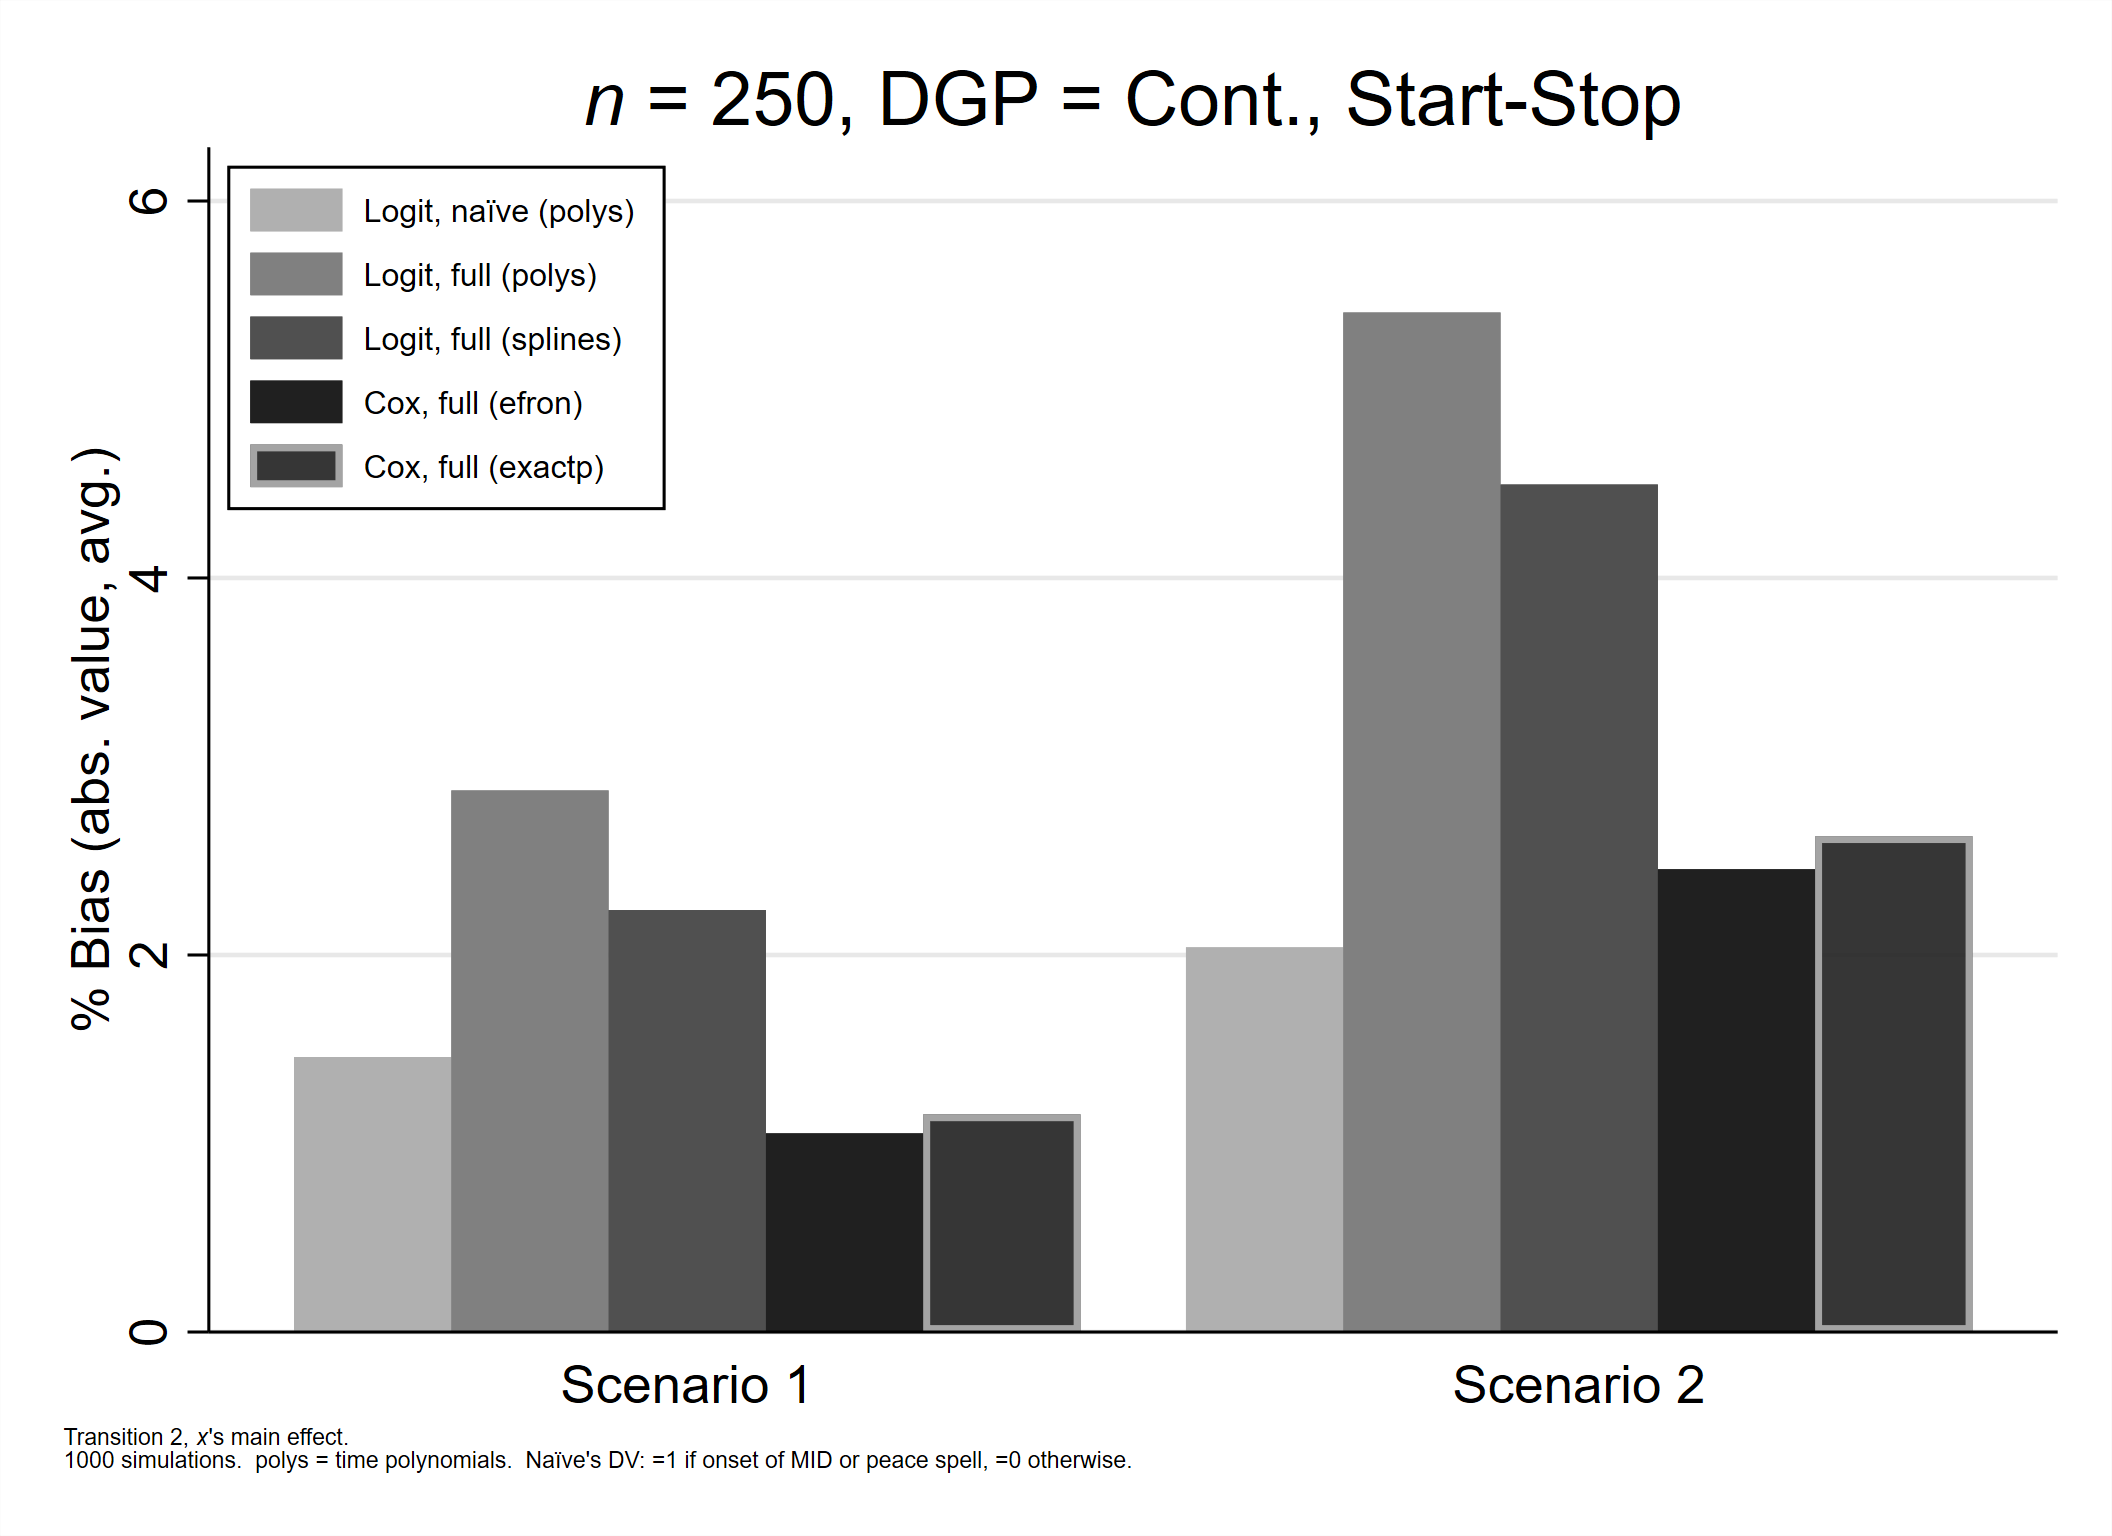 n = 250, DGP = Cont., Start-Stop
Logit, naïve (polys)
Logit, full (polys)
Logit, full (splines)
Cox, full (efron)
Cox, full (exactp)
% Bias (abs. value, avg.)
6
4
2
0
Scenario 1
Scenario 2
Transition 2, x's main effect.
1000 simulations.  polys = time polynomials.  Naïve's DV: =1 if onset of MID or peace spell, =0 otherwise.